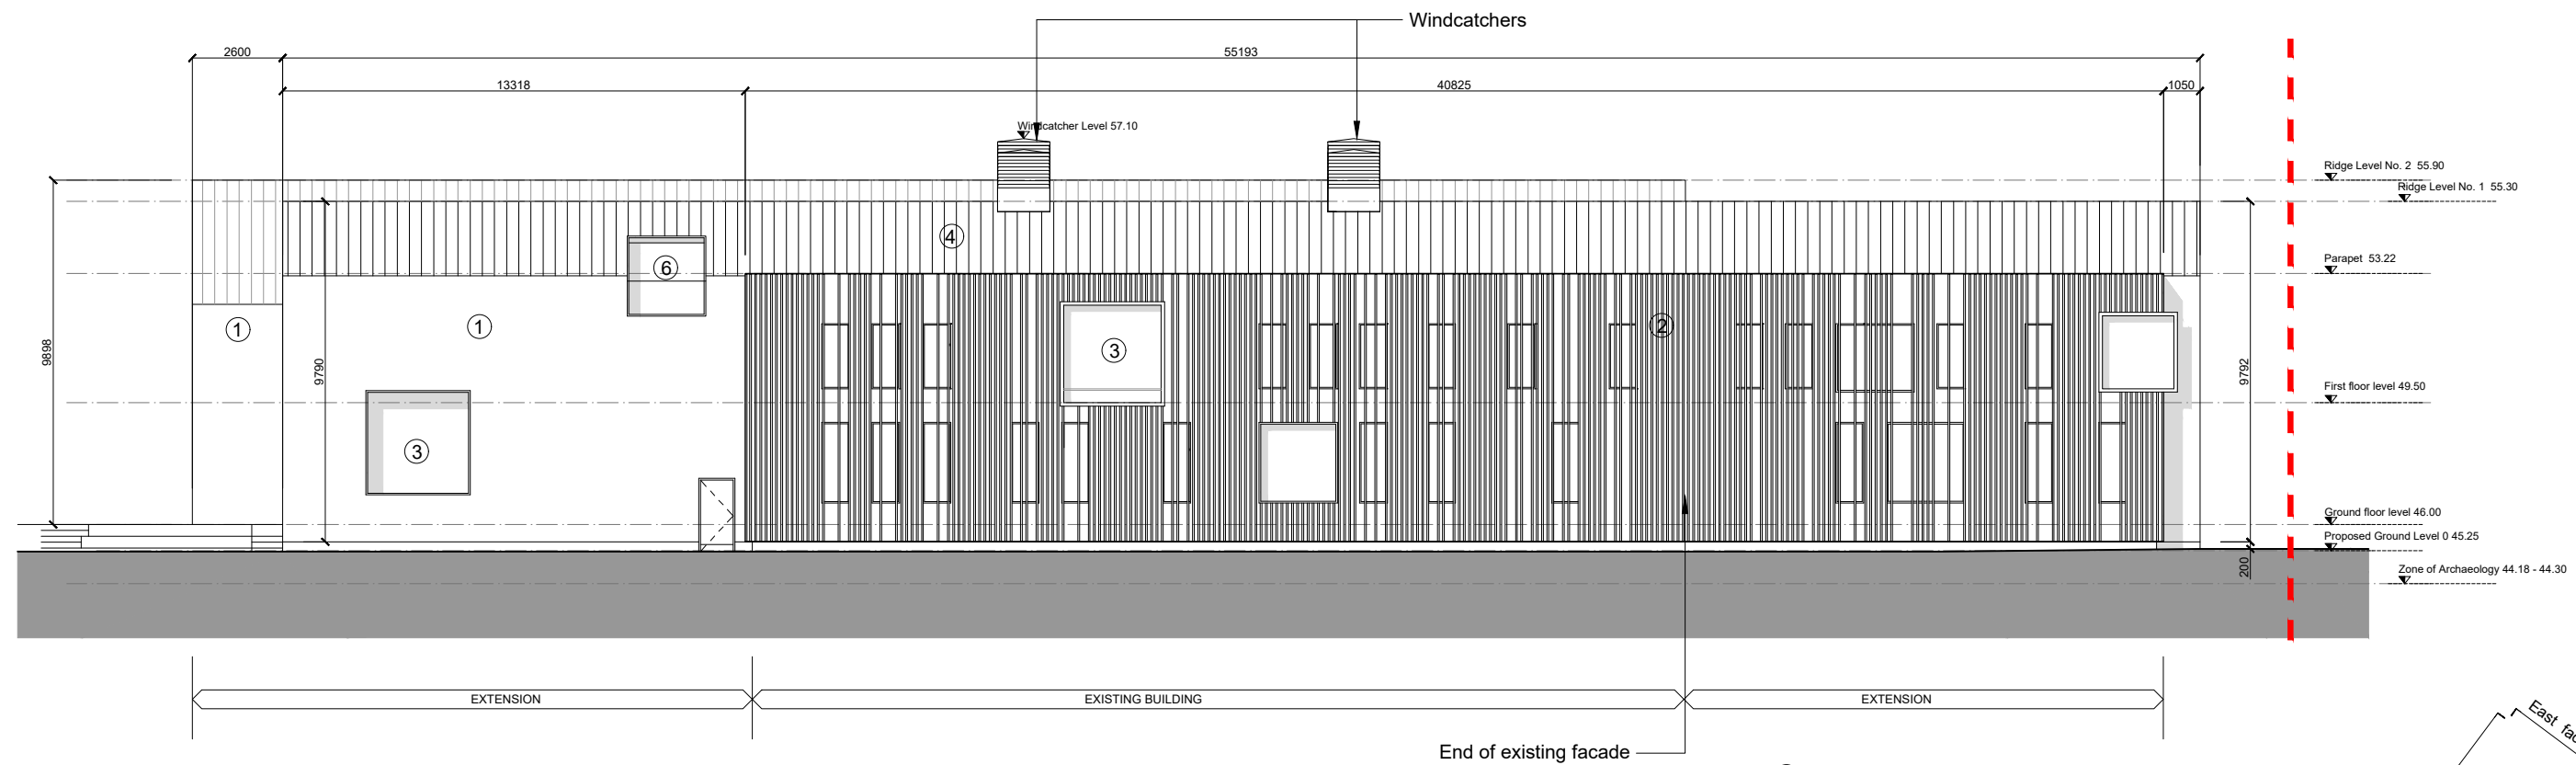 Windcatchers
2600
55193
13318
40825
1050
Windcatcher Level 57.10
Ridge Level No. 2 55.90
Ridge Level No. 1 55.30
4
6
Parapet 53.22
1
1
3
2
9898
9790
9792
First floor level 49.50
3
Ground floor level 46.00
Proposed Ground Level 0 45.25
200
Zone of Archaeology 44.18 - 44.30
EXTENSION
EXISTING BUILDING
EXTENSION
End of existing facade
East